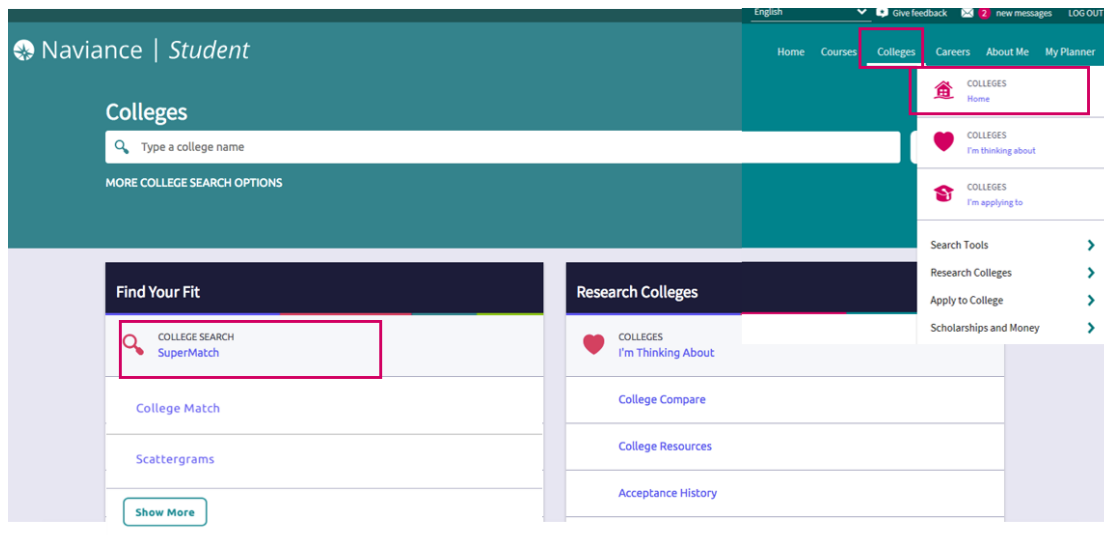 English
Give feedback
2 new messages
LOG OUT
Naviance | Student
Home Courses Colleges Careers About Me My Planner
COLLEGES
Home
Colleges
Type a college name
COLLEGES
I'm thinking about
MORE COLLEGE SEARCH OPTIONS
COLLEGES
I'm applying to
Search Tools
Research Colleges
Apply to College
Scholarships and Money
Find Your Fit
COLLEGE SEARCH
SuperMatch
College Match
Scattergrams
Show More
Research Colleges
COLLEGES
I'm Thinking About
College Compare
College Resources
Acceptance History